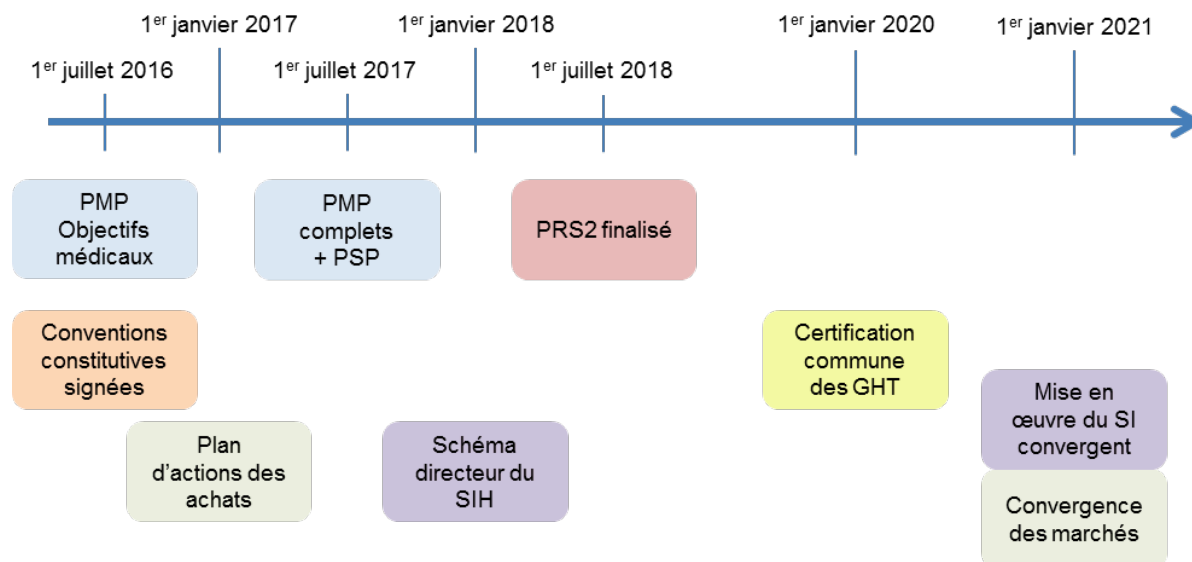 1er janvier 2017
1er janvier 2018
1er janvier 2020
1er janvier 2021
1er juillet 2016
1er juillet 2017
1er juillet 2018
PMP
Objectifs
médicaux
PMP
complets
+ PSP
PRS2 finalisé
Conventions
constitutives
signées
Certification
commune
des GHT
Plan
d’actions des
achats
Schéma
directeur du
SIH
Mise en
œuvre du SI
convergent
Convergence
des marchés